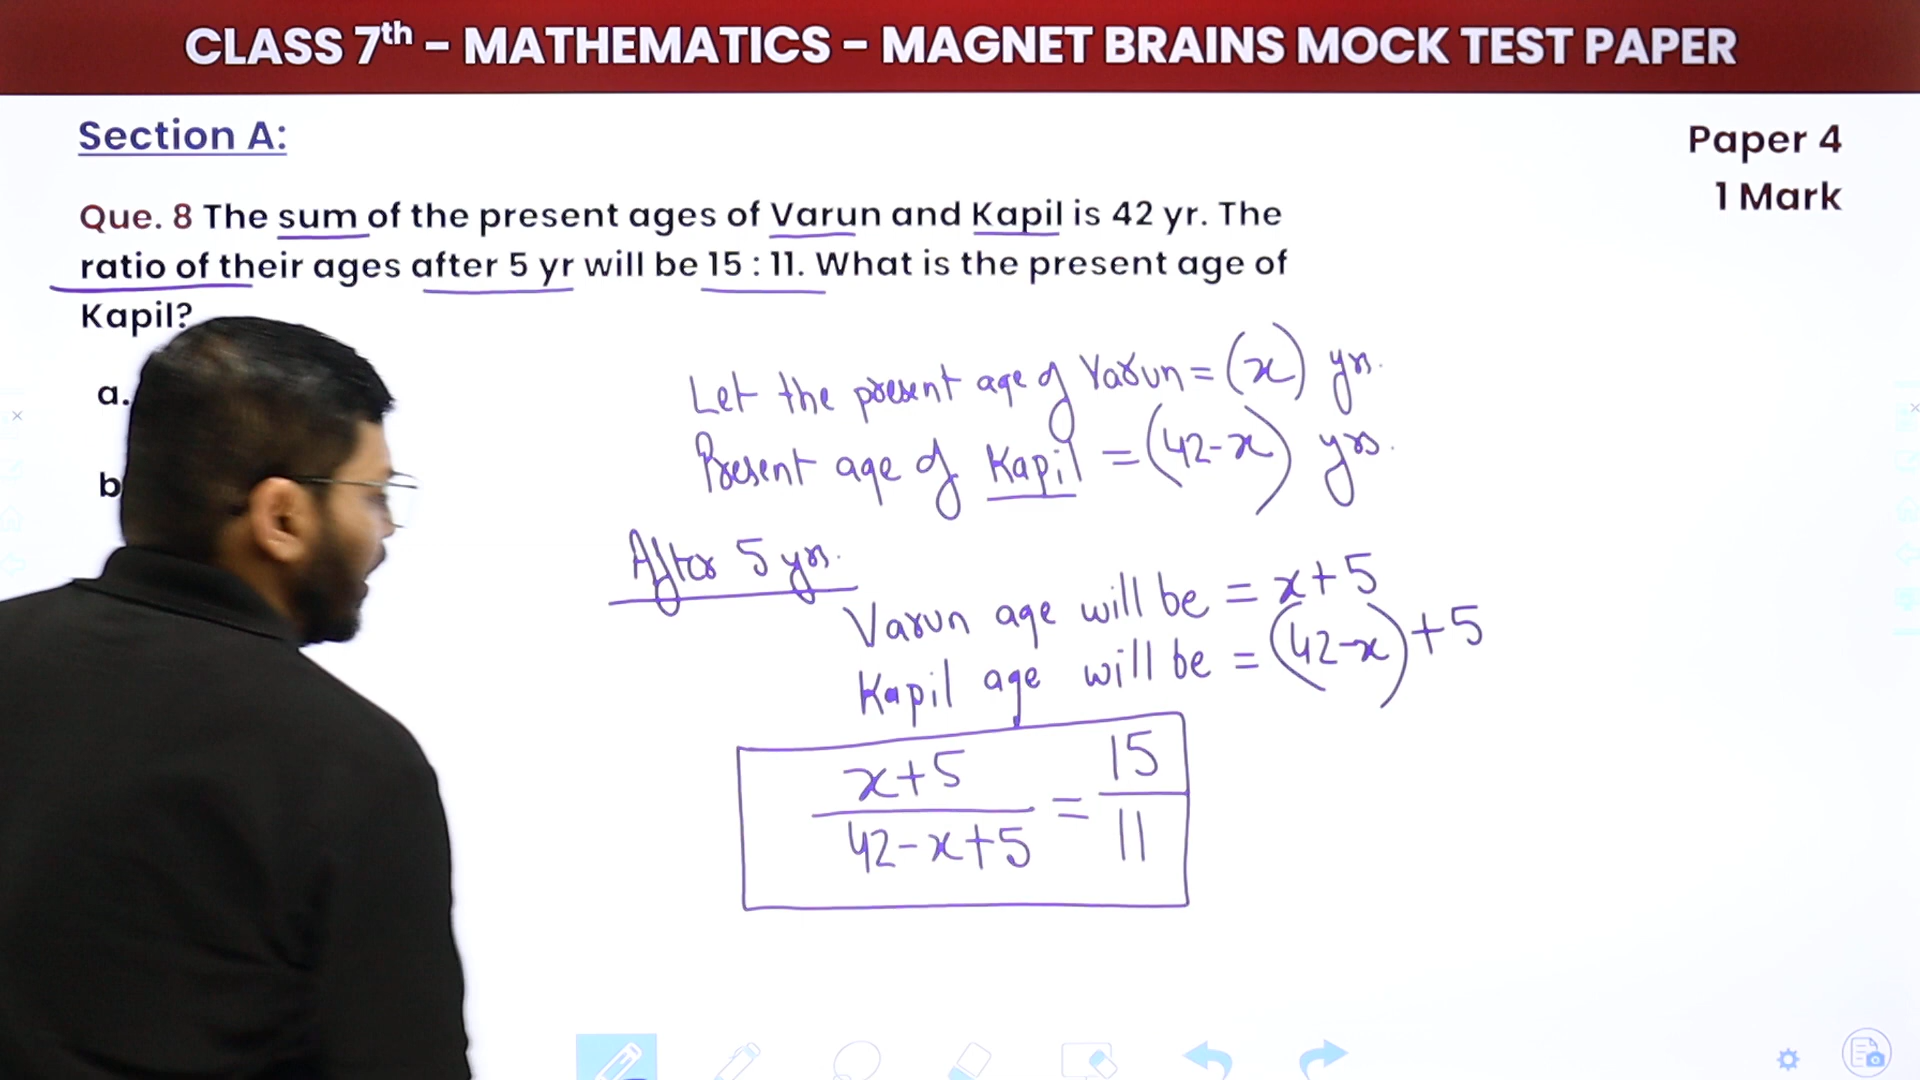 CLASS 7th – MATHEMATICS – MAGNET BRAINS MOCK TEST PAPER
Section A:
Paper 4
1 Mark
Que. 8 The sum of the present ages of Varun and Kapil is 42 yr. The
ratio of their ages after 5 yr will be 15 : 11. What is the present age of
Kapil?
a.
b
Let the present age of Varun = (x) yrs.
Present age of Kapil = (42-x) yrs.
After 5 yrs.
Varun age will be = x+5
Kapil age will be = (42-x)+5
x+5 / 42-x+5 = 15 / 11